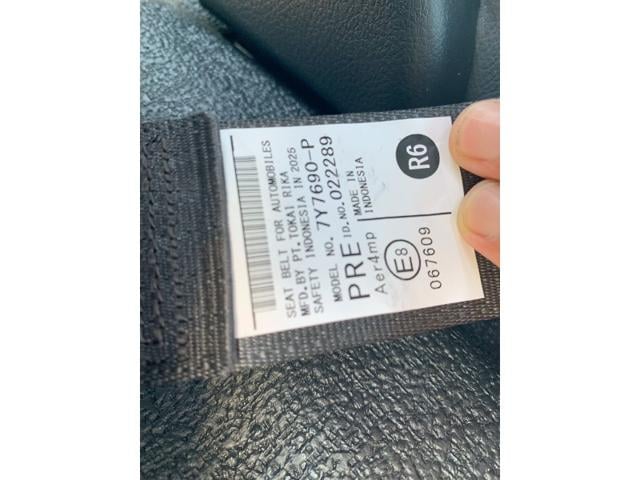 SEAT BELT FOR AUTOMOBILES
MFD.BY PT.TOKAI RIKA
SAFETY INDONESIA IN 2025
MODEL NO. 7Y7690-P
PRE ID.NO.022289
Aer4mp
MADE IN
INDONESIA
E8
067609
R6